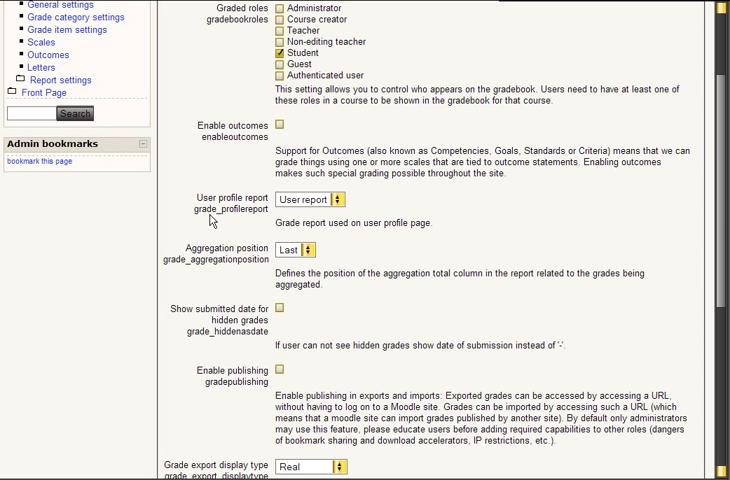 General settings
Grade category settings
Grade item settings
Scales
Outcomes
Letters
Report settings
Front Page
Search
Admin bookmarks
bookmark this page
Graded roles
gradebookroles
Administrator
Course creator
Teacher
Non-editing teacher
Student
Guest
Authenticated user
This setting allows you to control who appears on the gradebook. Users need to have at least one of
these roles in a course to be shown in the gradebook for that course.
Enable outcomes
enableoutcomes
Support for Outcomes (also known as Competencies, Goals, Standards or Criteria) means that we can
grade things using one or more scales that are tied to outcome statements. Enabling outcomes
makes such special grading possible throughout the site.
User profile report
grade_profilereport
User report
Grade report used on user profile page.
Aggregation position
grade_aggregationposition
Last
Defines the position of the aggregation total column in the report related to the grades being
aggregated.
Show submitted date for
hidden grades
grade_hiddenasdate
If user can not see hidden grades show date of submission instead of '-'.
Enable publishing
gradepublishing
Enable publishing in exports and imports: Exported grades can be accessed by accessing a URL,
without having to log on to a Moodle site. Grades can be imported by accessing such a URL (which
means that a moodle site can import grades published by another site). By default only administrators
may use this feature, please educate users before adding required capabilities to other roles (dangers
of bookmark sharing and download accelerators, IP restrictions, etc.).
Grade export display type
grade_export_displaytype
Real